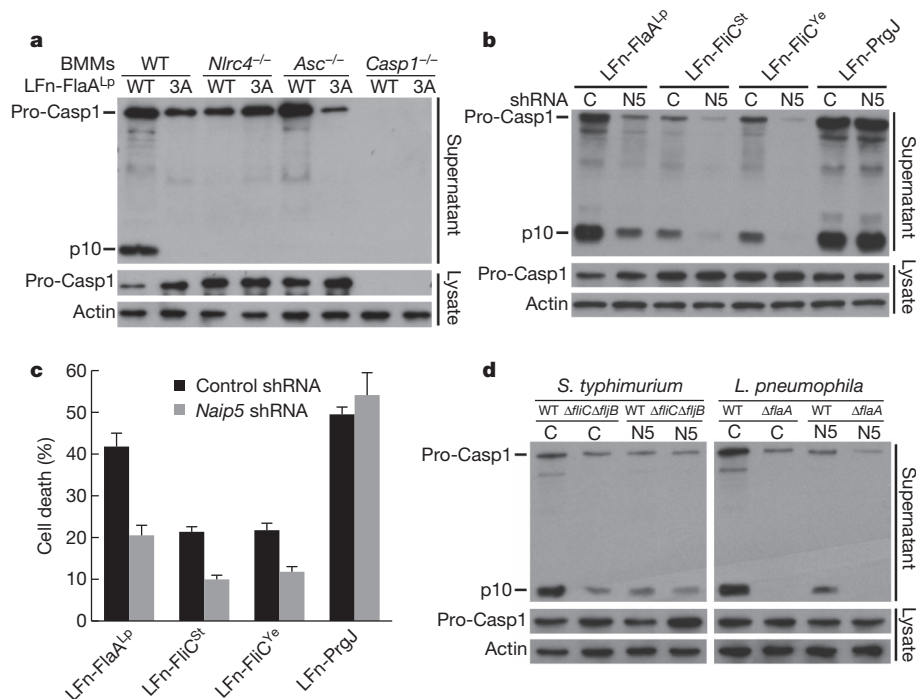 a
BMMs WT Nlrc4–/– Asc–/– Casp1–/–
LFn-FlaALp WT 3A WT 3A WT 3A WT 3A
Pro-Casp1
p10
Supernatant
Pro-Casp1
Actin
Lysate
b
LFn-FlaALp LFn-FliCSt LFn-FliCYe LFn-PrgJ
shRNA C N5 C N5 C N5 C N5
Pro-Casp1
p10
Supernatant
Pro-Casp1
Actin
Lysate
c
Control shRNA
Naip5 shRNA
Cell death (%)
60
50
40
30
20
10
0
LFn-FlaALp LFn-FliCSt LFn-FliCYe LFn-PrgJ
d
S. typhimurium L. pneumophila
WT ΔfliCΔfljB WT ΔfliCΔfljB WT ΔflaA WT ΔflaA
C C N5 N5 C C N5 N5
Pro-Casp1
p10
Supernatant
Pro-Casp1
Actin
Lysate